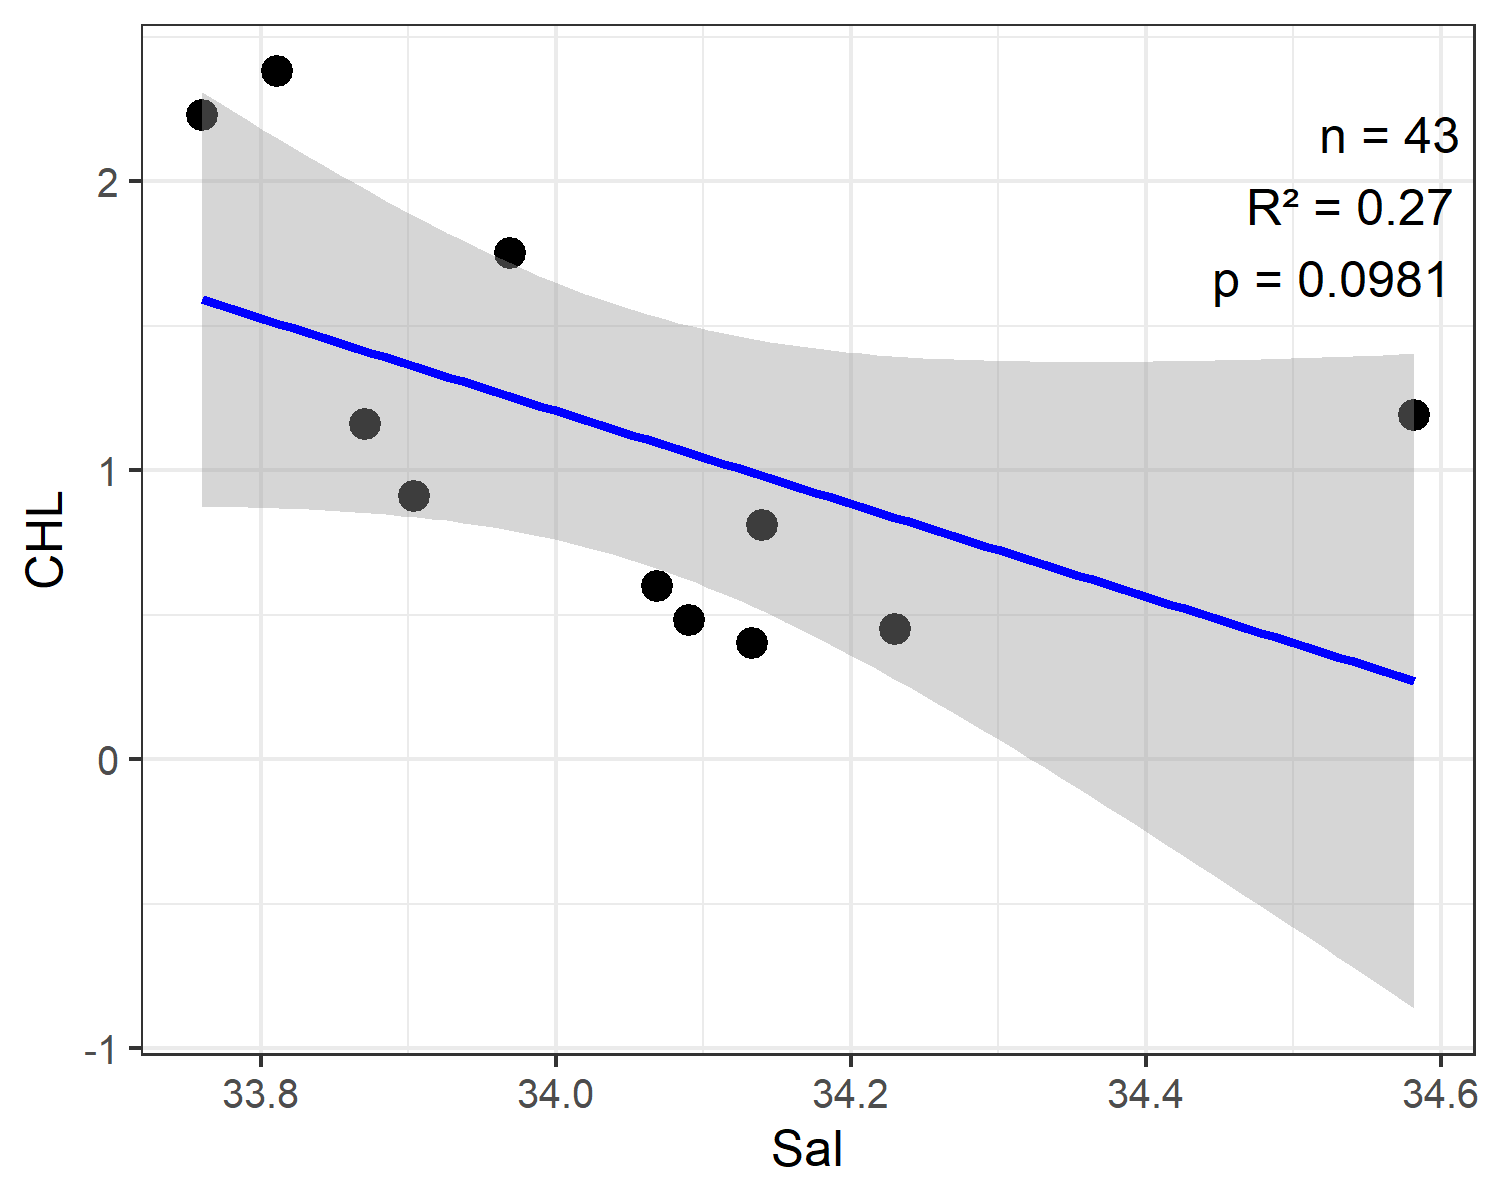 n = 43
R² = 0.27
p = 0.0981
2
1
0
-1
CHL
33.8 34.0 34.2 34.4 34.6
Sal